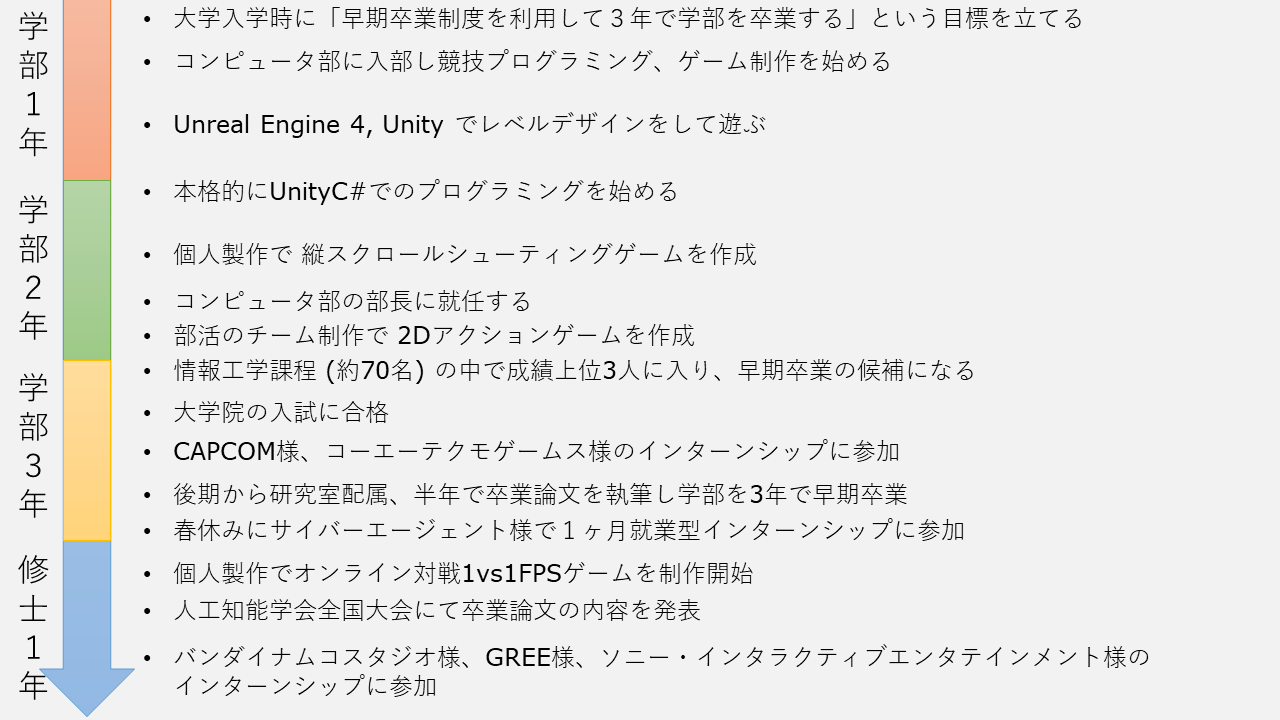 学部1年
• 大学入学時に「早期卒業制度を利用して３年で学部を卒業する」という目標を立てる
• コンピュータ部に入部し競技プログラミング、ゲーム制作を始める
• Unreal Engine 4, Unity でレベルデザインをして遊ぶ
学部2年
• 本格的にUnityC#でのプログラミングを始める
• 個人製作で 縦スクロールシューティングゲームを作成
• コンピュータ部の部長に就任する
• 部活のチーム制作で 2Dアクションゲームを作成
学部3年
• 情報工学課程 (約70名) の中で成績上位3人に入り、早期卒業の候補になる
• 大学院の入試に合格
• CAPCOM様、コーエーテクモゲームス様のインターンシップに参加
• 後期から研究室配属、半年で卒業論文を執筆し学部を3年で早期卒業
• 春休みにサイバーエージェント様で１ヶ月就業型インターンシップに参加
修士1年
• 個人製作でオンライン対戦1vs1FPSゲームを制作開始
• 人工知能学会全国大会にて卒業論文の内容を発表
• バンダイナムコスタジオ様、GREE様、ソニー・インタラクティブエンタテインメント様の
インターンシップに参加